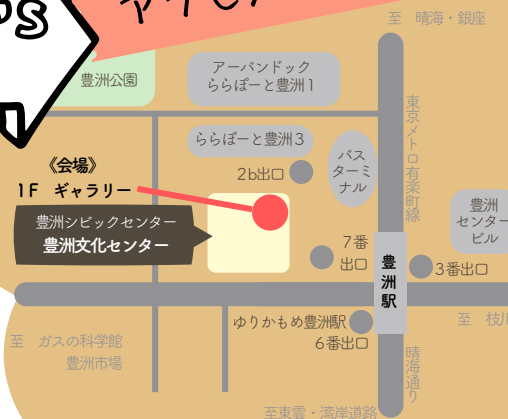 至　晴海・銀座
豊洲公園
アーバンドック
ららぽーと豊洲1
東京メトロ有楽町線
ららぽーと豊洲3
バス
ターミ
ナル
《会場》
1F　ギャラリー
2b出口
豊洲シビックセンター
豊洲文化センター
豊洲
センター
ビル
7番
出口
豊洲駅
3番出口
ゆりかもめ豊洲駅
6番出口
至
至　ガスの科学館
豊洲市場
晴海通り
至東雲・湾岸道路